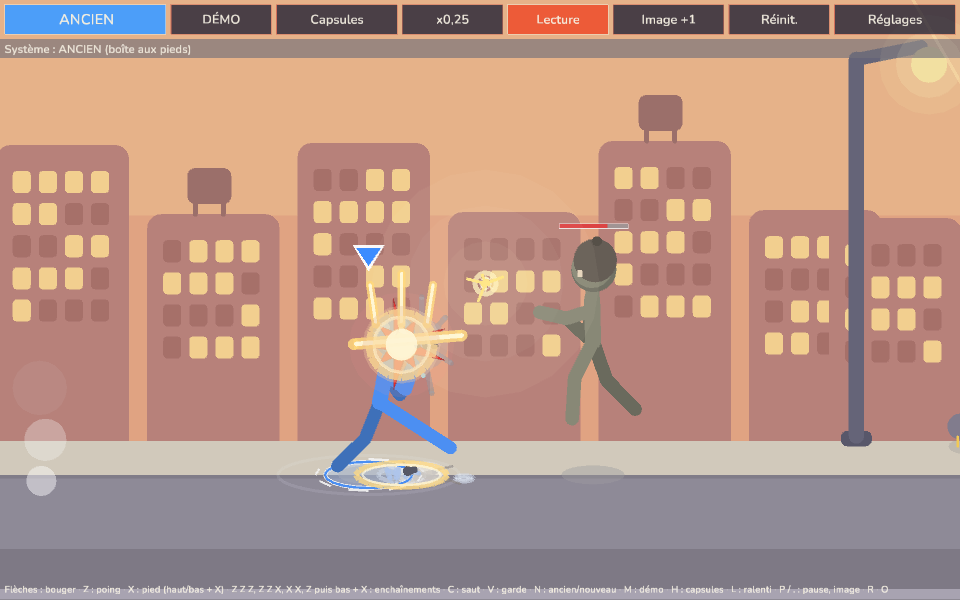 ANCIEN
DÉMO
Capsules
x0,25
Lecture
Image +1
Réinit.
Réglages
Système : ANCIEN (boîte aux pieds)
Flèches : bouger Z : poing X : pied (haut/bas + X) Z Z Z, Z Z X, X X, Z puis bas + X : enchaînements C : saut V : garde N : ancien/nouveau M : démo H : capsules L : ralenti P / . : pause, image R O